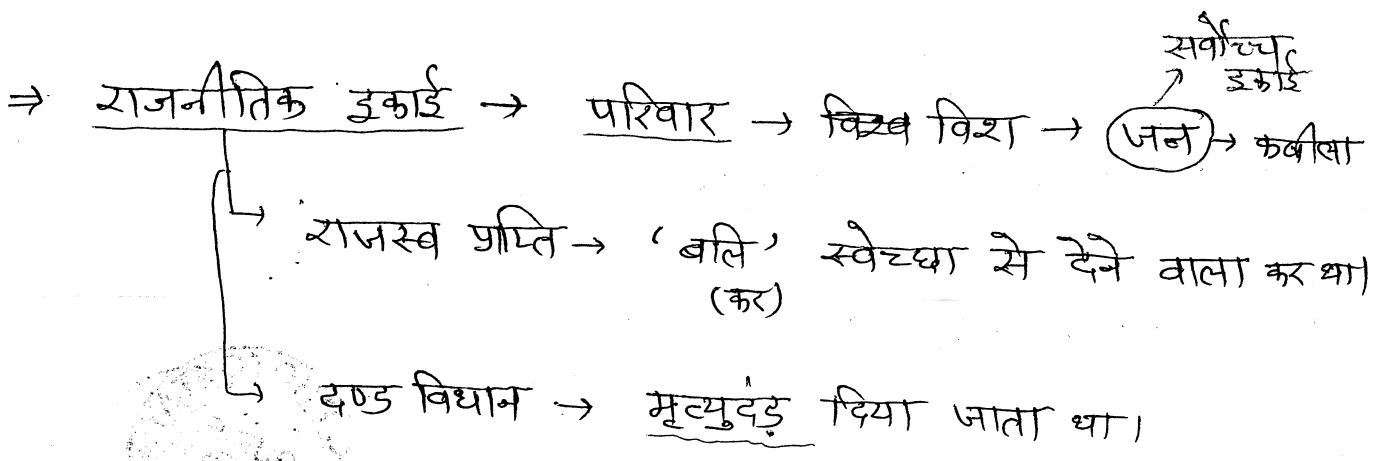 सर्वोच्च
इकाई
⇒ राजनीतिक इकाई → परिवार → विश → जन → कबीला
राजस्व प्राप्ति → 'बलि' स्वेच्छा से देने वाला कर था।
(कर)
दण्ड विधान → मृत्युदंड़ दिया जाता था।